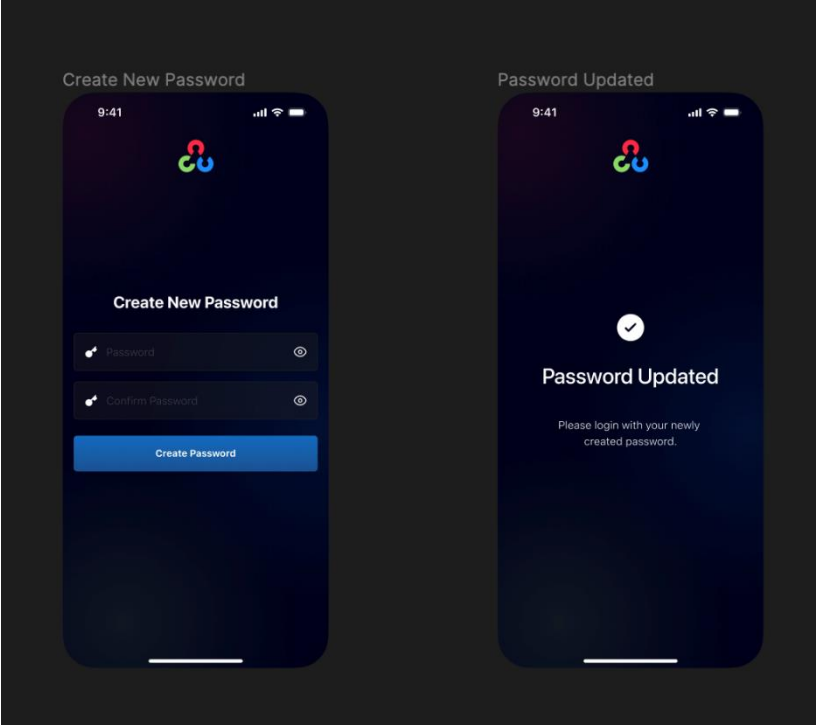 Create New Password
9:41
Create New Password
Password
Confirm Password
Create Password
Password Updated
9:41
Password Updated
Please login with your newly
created password.